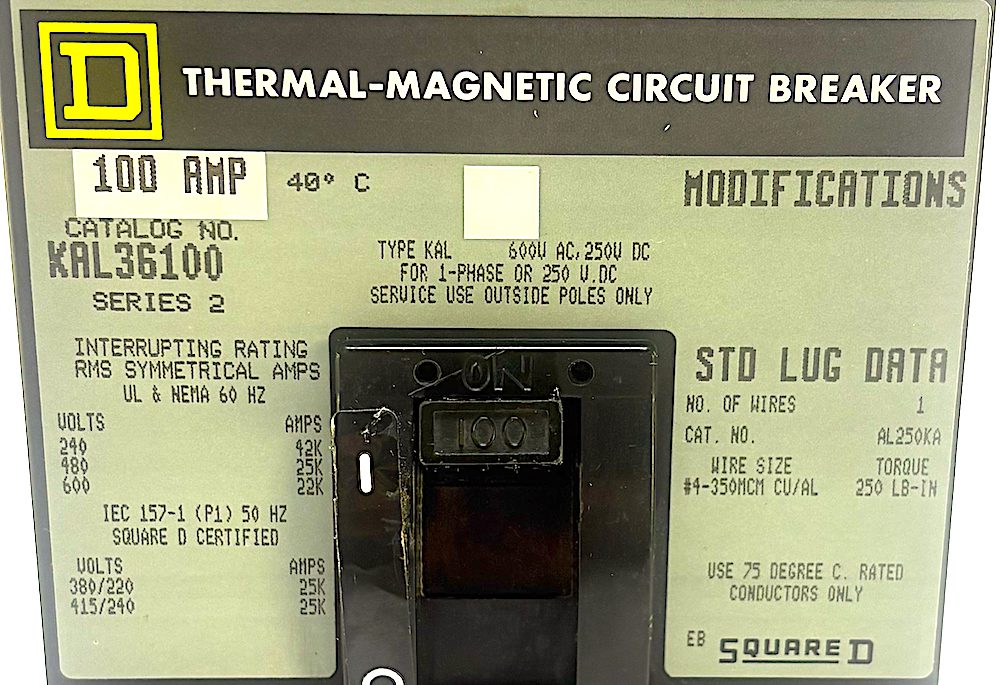 D
THERMAL-MAGNETIC CIRCUIT BREAKER
100 AMP 40° C
MODIFICATIONS
CATALOG NO.
KAL36100
SERIES 2
TYPE KAL 600V AC, 250V DC
FOR 1-PHASE OR 250 V.DC
SERVICE USE OUTSIDE POLES ONLY
INTERRUPTING RATING
RMS SYMMETRICAL AMPS
UL & NEMA 60 HZ
VOLTS AMPS
240 42K
480 25K
600 22K
IEC 157-1 (P1) 50 HZ
SQUARE D CERTIFIED
VOLTS AMPS
380/220 25K
415/240 25K
ON
100
I
O
STD LUG DATA
NO. OF WIRES 1
CAT. NO. AL250KA
WIRE SIZE TORQUE
#4-350MCM CU/AL 250 LB-IN
USE 75 DEGREE C. RATED
CONDUCTORS ONLY
EB SQUARE D